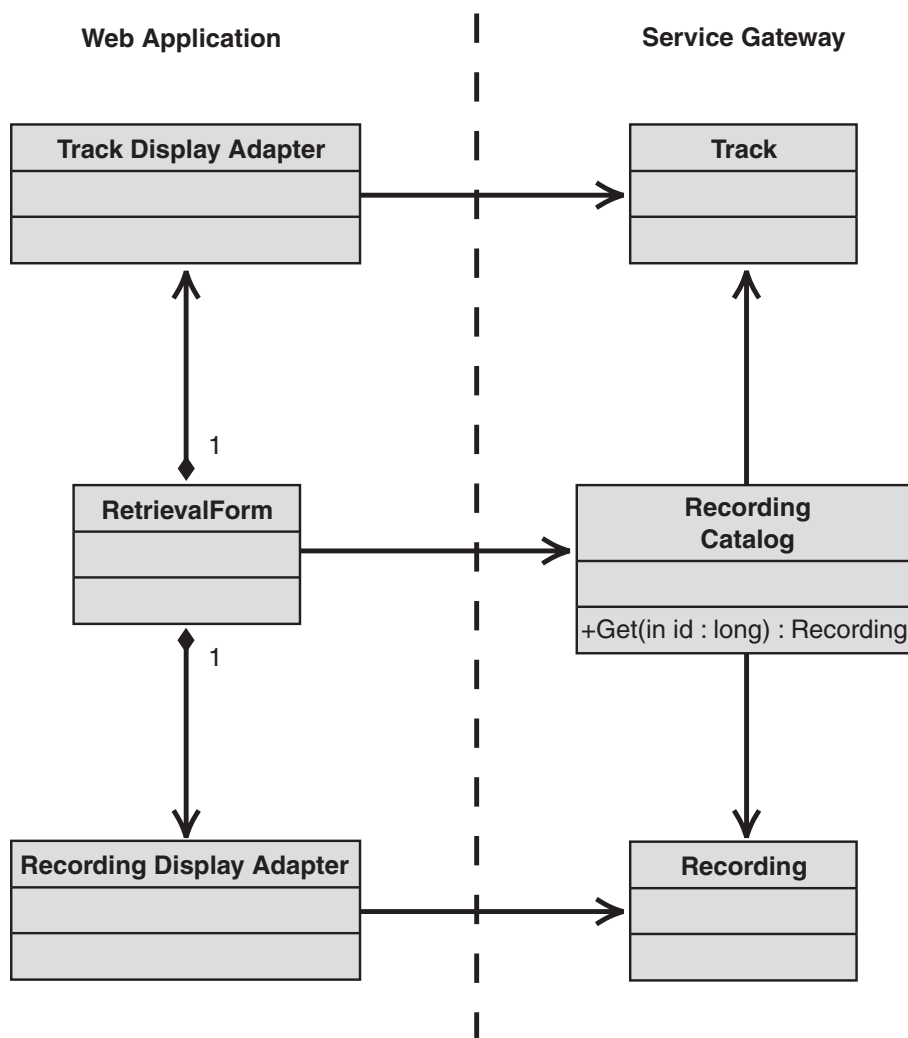 Web Application
Service Gateway
Track Display Adapter
Track
1
RetrievalForm
Recording
Catalog
+Get(in id : long) : Recording
1
Recording Display Adapter
Recording